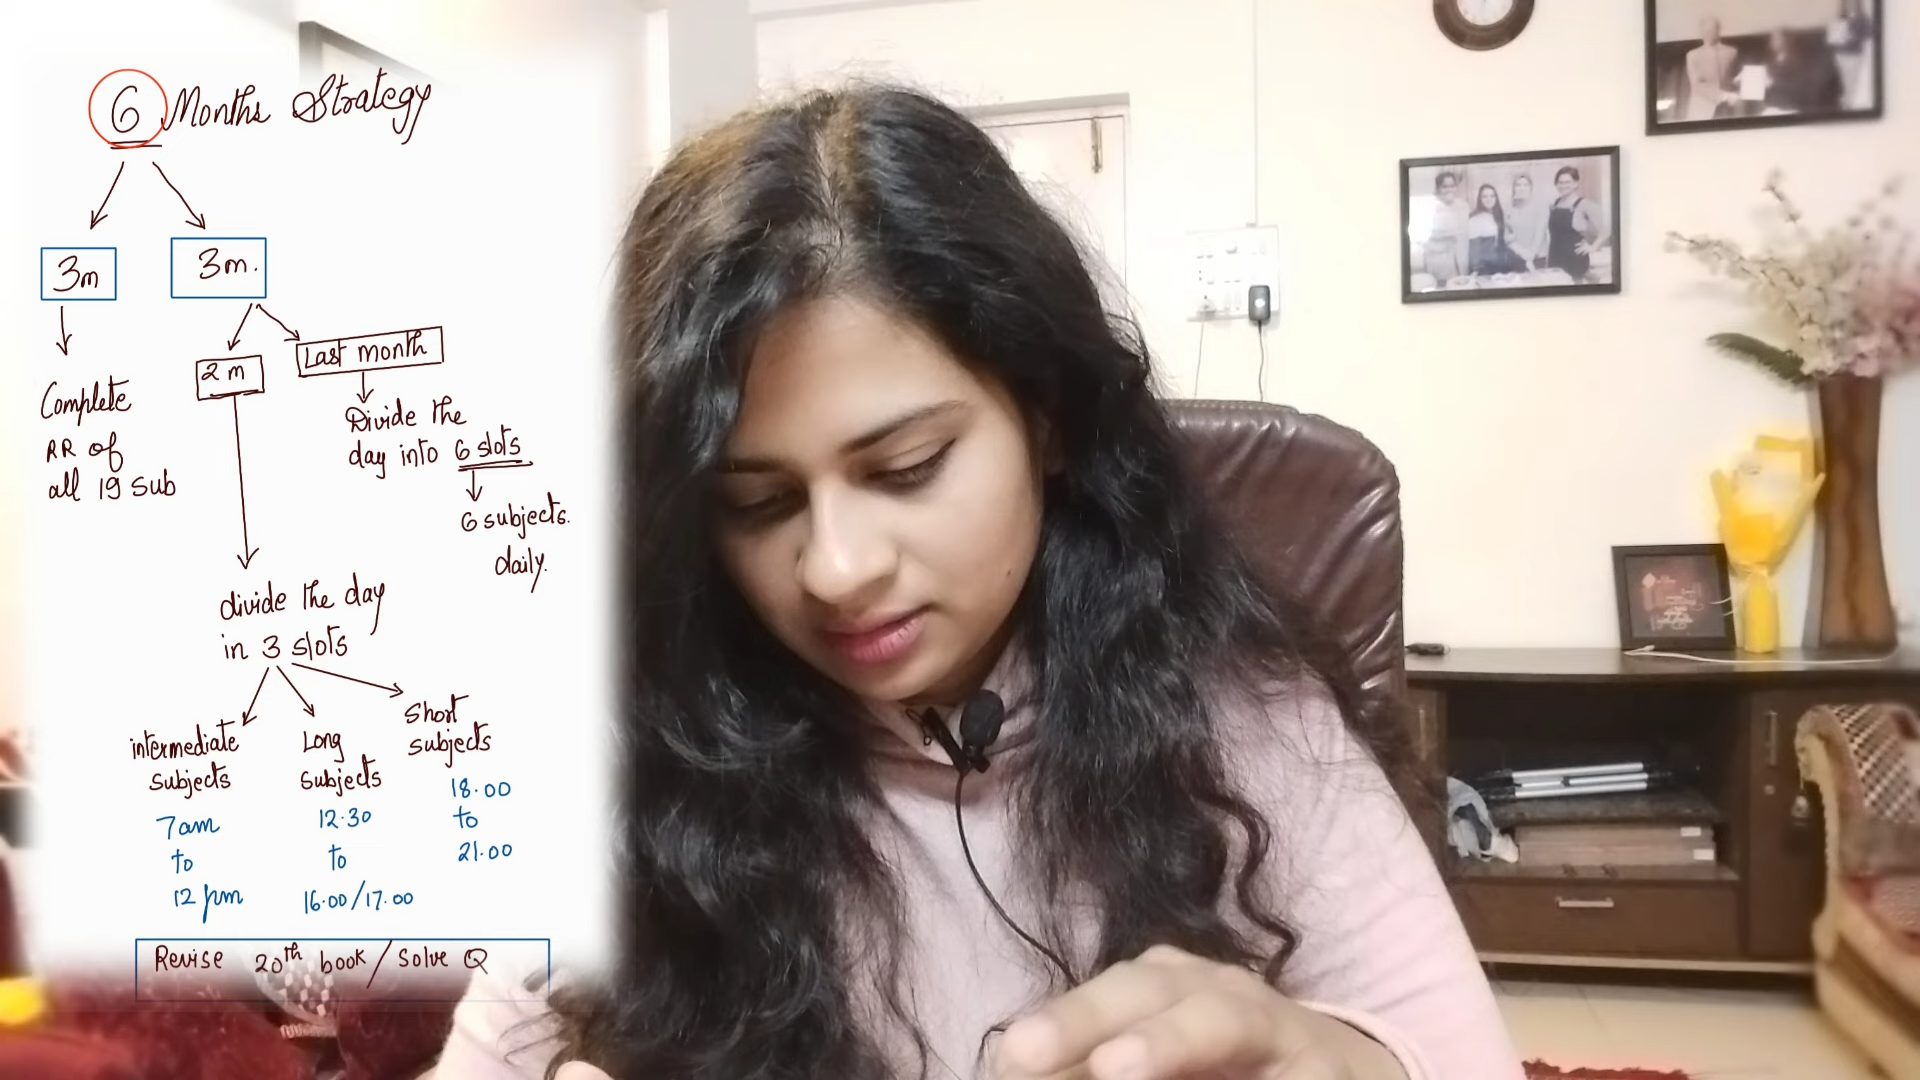 6 Months Strategy
3m
3m.
2m
Last month
Complete
RR of
all 19 sub
Divide the
day into 6 slots
6 subjects.
daily.
divide the day
in 3 slots
intermediate
subjects
7am
to
12 pm
Long
subjects
12.30
to
16.00/17.00
Short
subjects
18.00
to
21.00
Revise 20th book/Solve Q